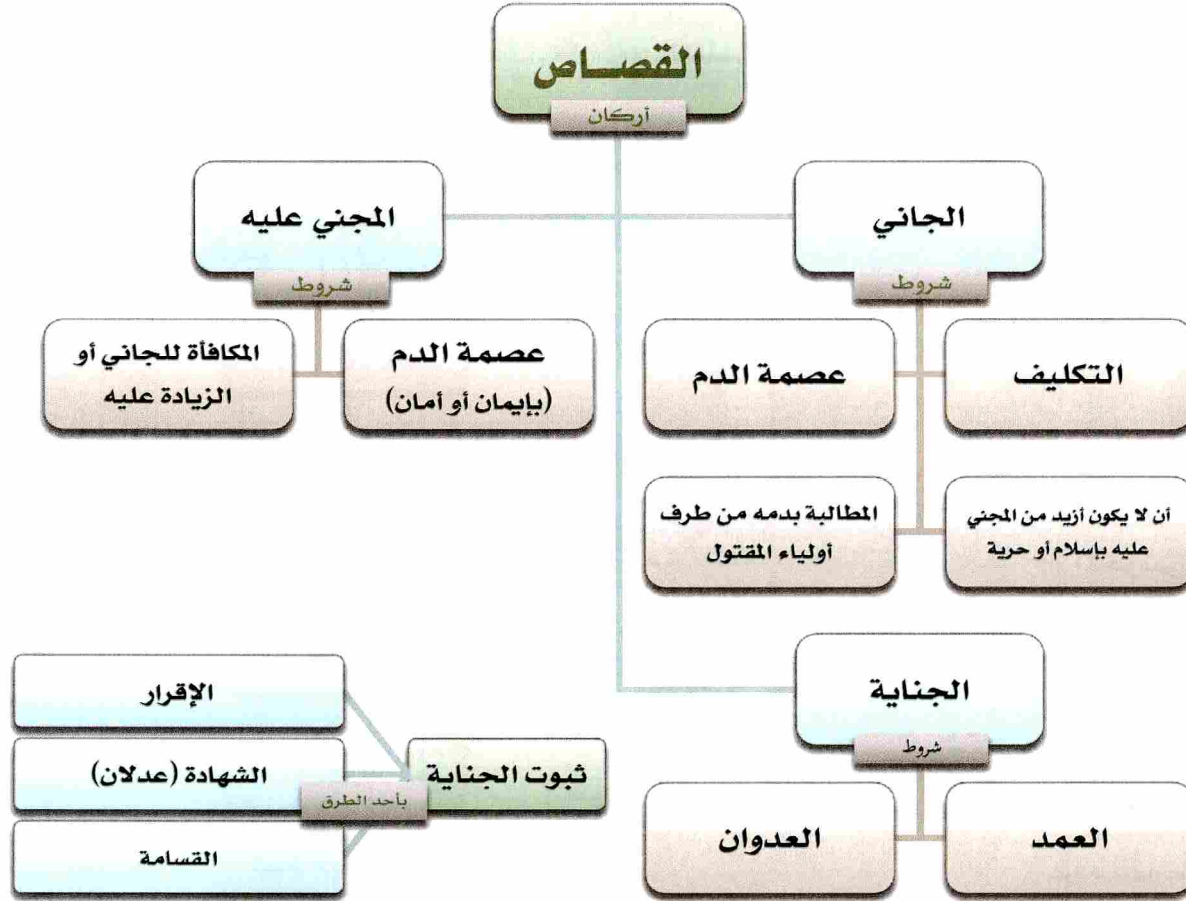 القصاص
أركان
الجاني
شروط
التكليف
عصمة الدم
أن لا يكون أزيد من المجني
عليه بإسلام أو حرية
المطالبة بدمه من طرف
أولياء المقتول
المجني عليه
شروط
عصمة الدم
(بإيمان أو أمان)
المكافأة للجاني أو
الزيادة عليه
الجناية
شروط
العمد
العدوان
ثبوت الجناية
بأحد الطرق
الإقرار
الشهادة (عدلان)
القسامة